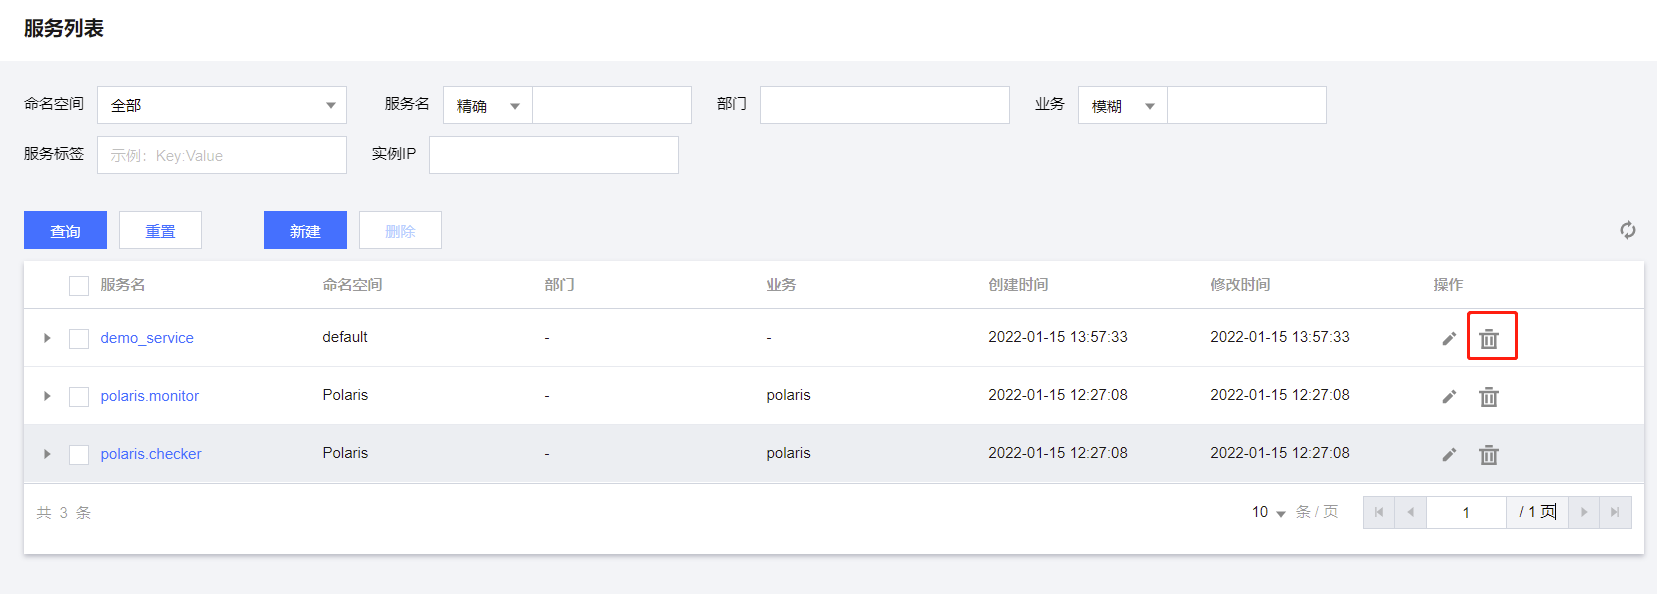 服务列表
命名空间 全部 服务名 精确 部门 业务 模糊
服务标签 示例：Key:Value 实例IP
查询 重置 新建 删除
服务名 命名空间 部门 业务 创建时间 修改时间 操作
demo_service default - - 2022-01-15 13:57:33 2022-01-15 13:57:33
polaris.monitor Polaris - polaris 2022-01-15 12:27:08 2022-01-15 12:27:08
polaris.checker Polaris - polaris 2022-01-15 12:27:08 2022-01-15 12:27:08
共 3 条 10 条 / 页 1 / 1 页